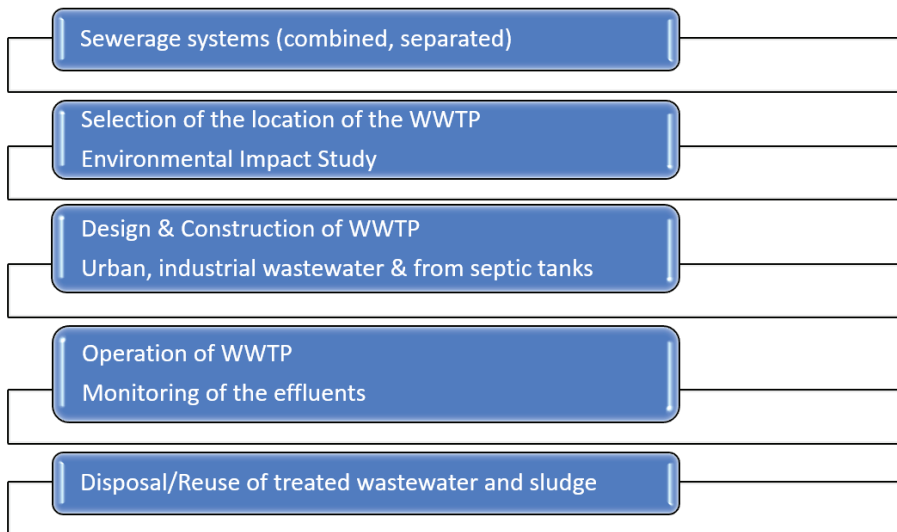 Sewerage systems (combined, separated)
Selection of the location of the WWTP
Environmental Impact Study
Design & Construction of WWTP
Urban, industrial wastewater & from septic tanks
Operation of WWTP
Monitoring of the effluents
Disposal/Reuse of treated wastewater and sludge